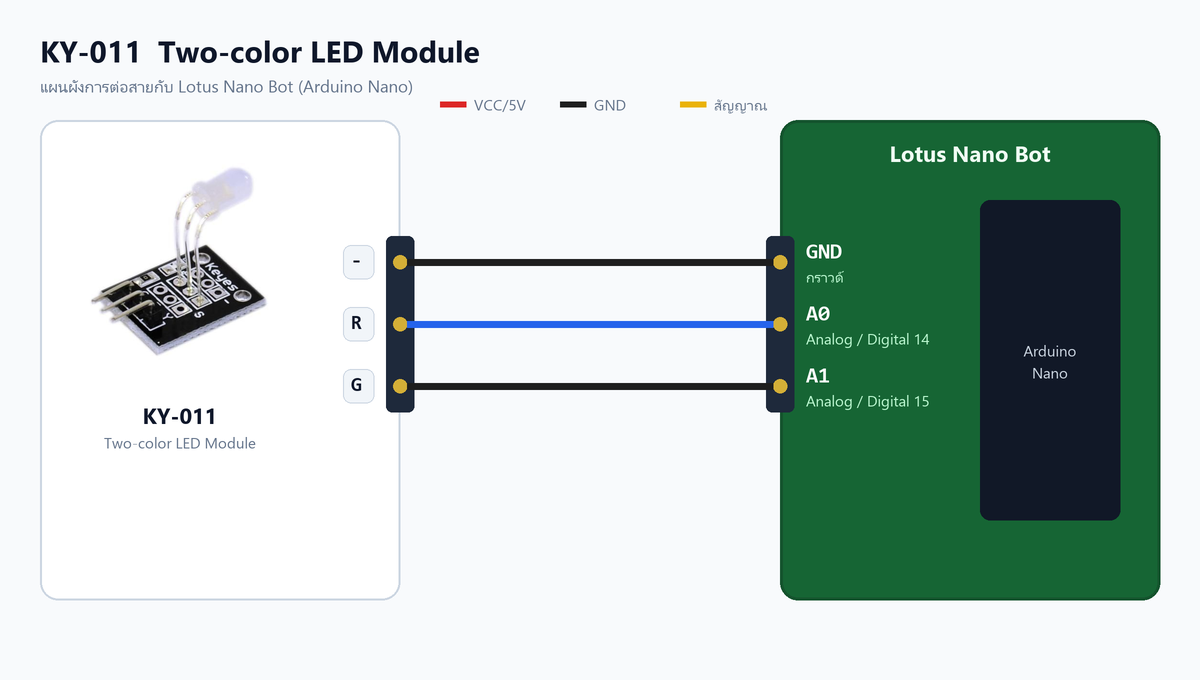 KY-011 Two-color LED Module
แผนผังการต่อสายกับ Lotus Nano Bot (Arduino Nano)
VCC/5V GND สัญญาณ
Lotus Nano Bot
Keyes
S
-
Y
-
R
G
GND
กราวด์
A0
Analog / Digital 14
A1
Analog / Digital 15
Arduino
Nano
KY-011
Two-color LED Module